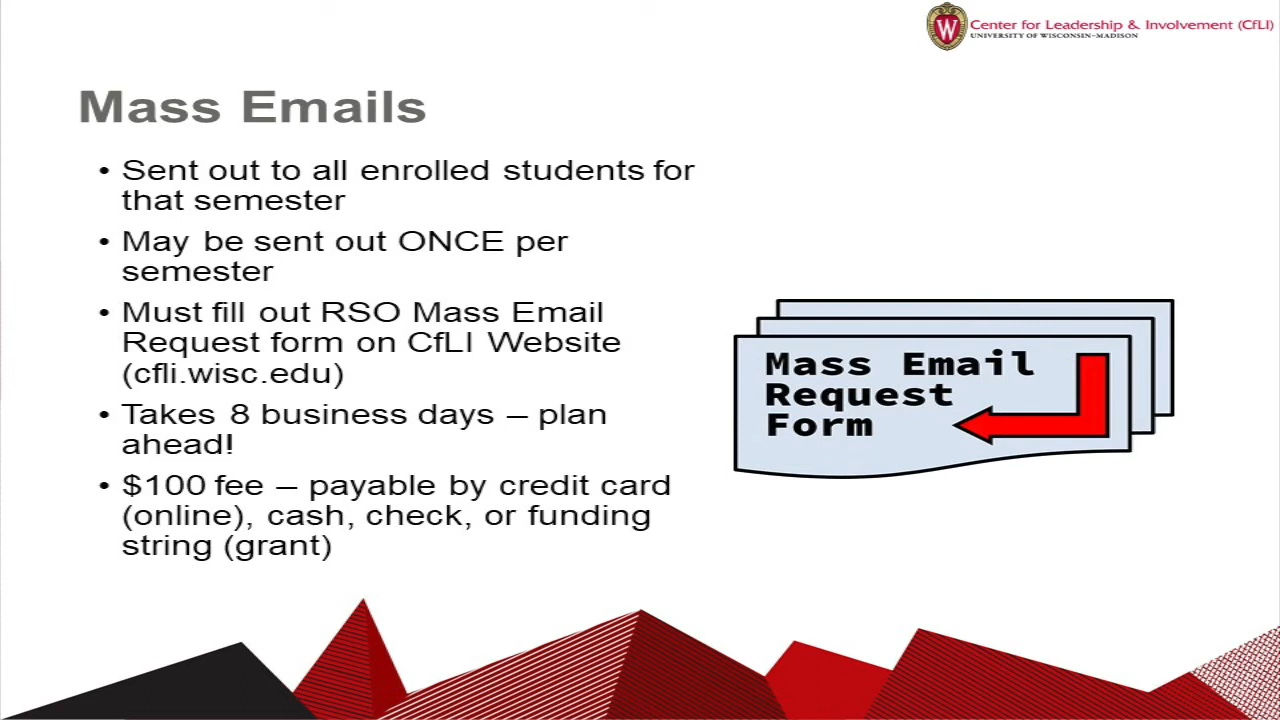 Center for Leadership & Involvement (CfLI)
UNIVERSITY OF WISCONSIN–MADISON
Mass Emails
• Sent out to all enrolled students for
that semester
• May be sent out ONCE per
semester
• Must fill out RSO Mass Email
Request form on CfLI Website
(cfli.wisc.edu)
• Takes 8 business days – plan
ahead!
• $100 fee – payable by credit card
(online), cash, check, or funding
string (grant)
Mass Email
Request
Form